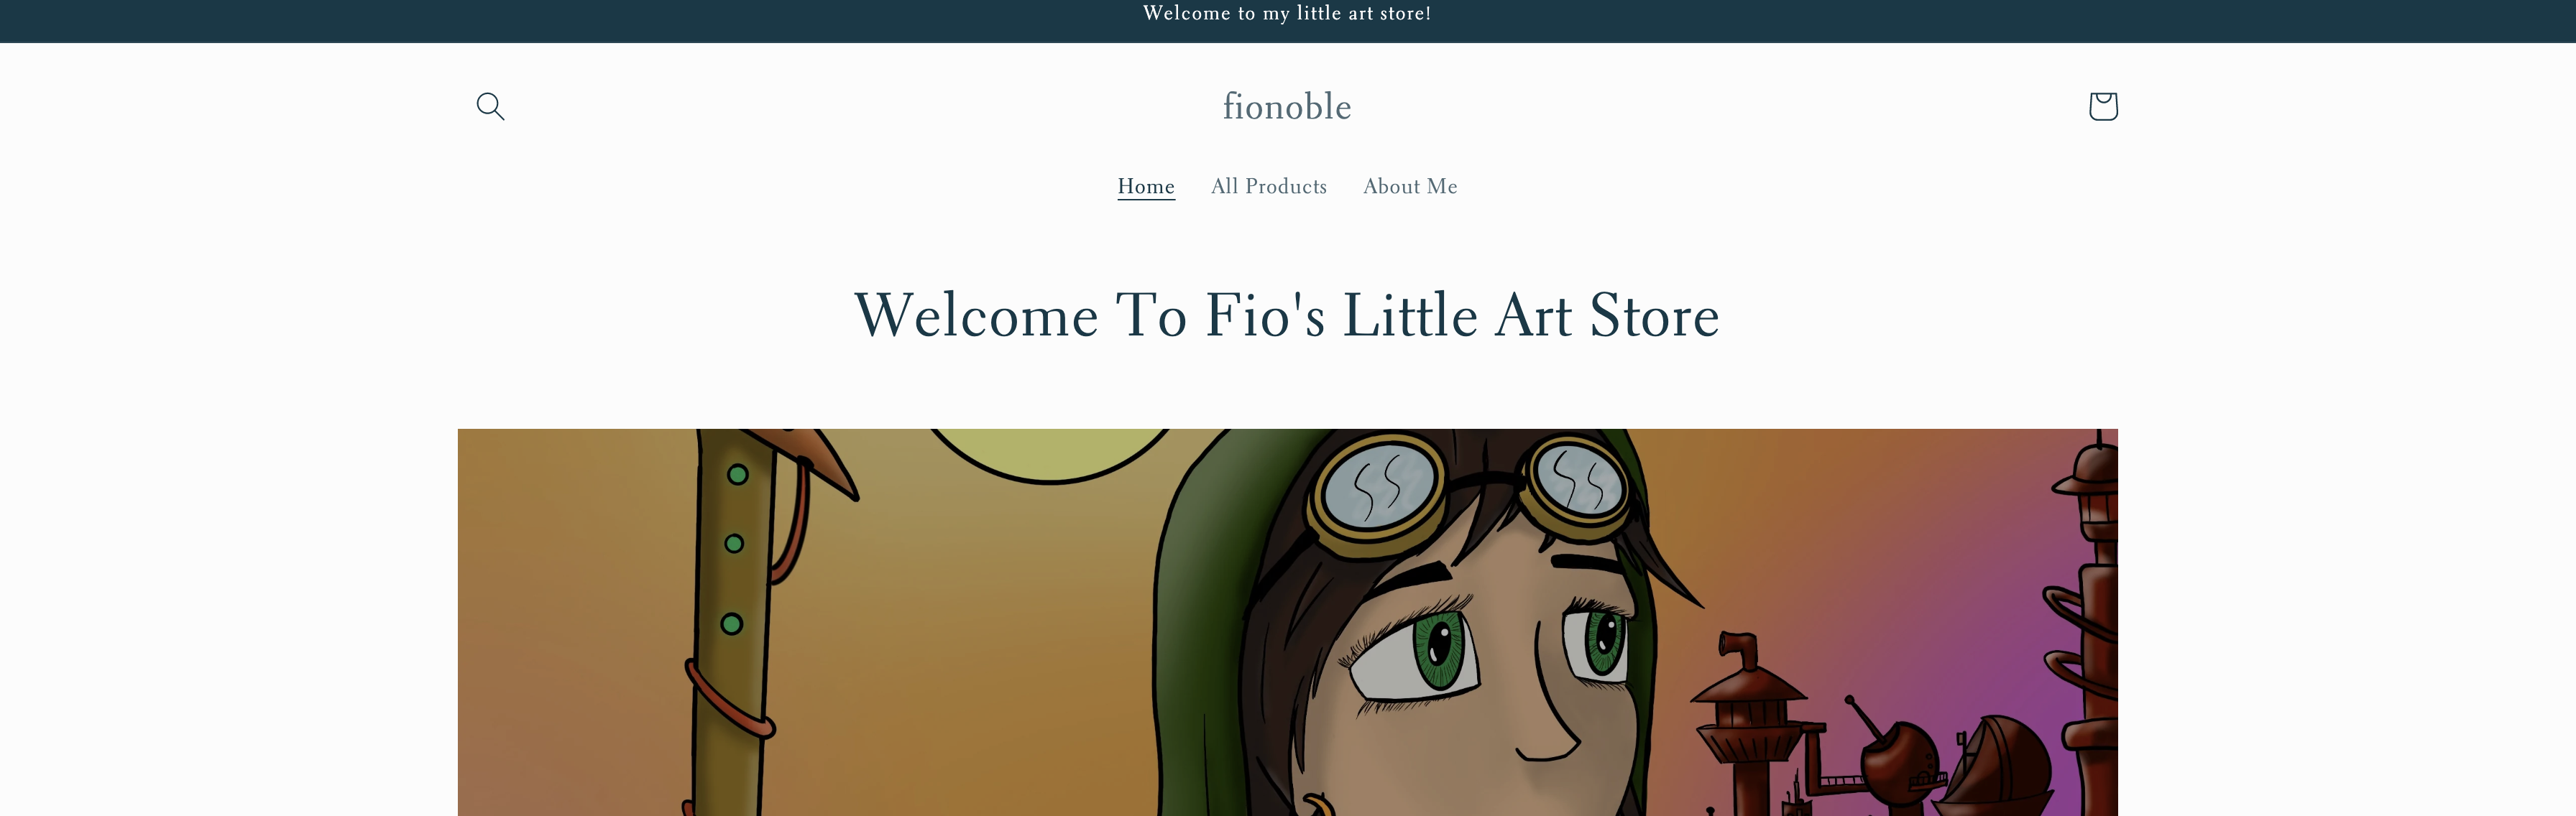 Welcome to my little art store!
fionoble
Home All Products About Me
Welcome To Fio's Little Art Store